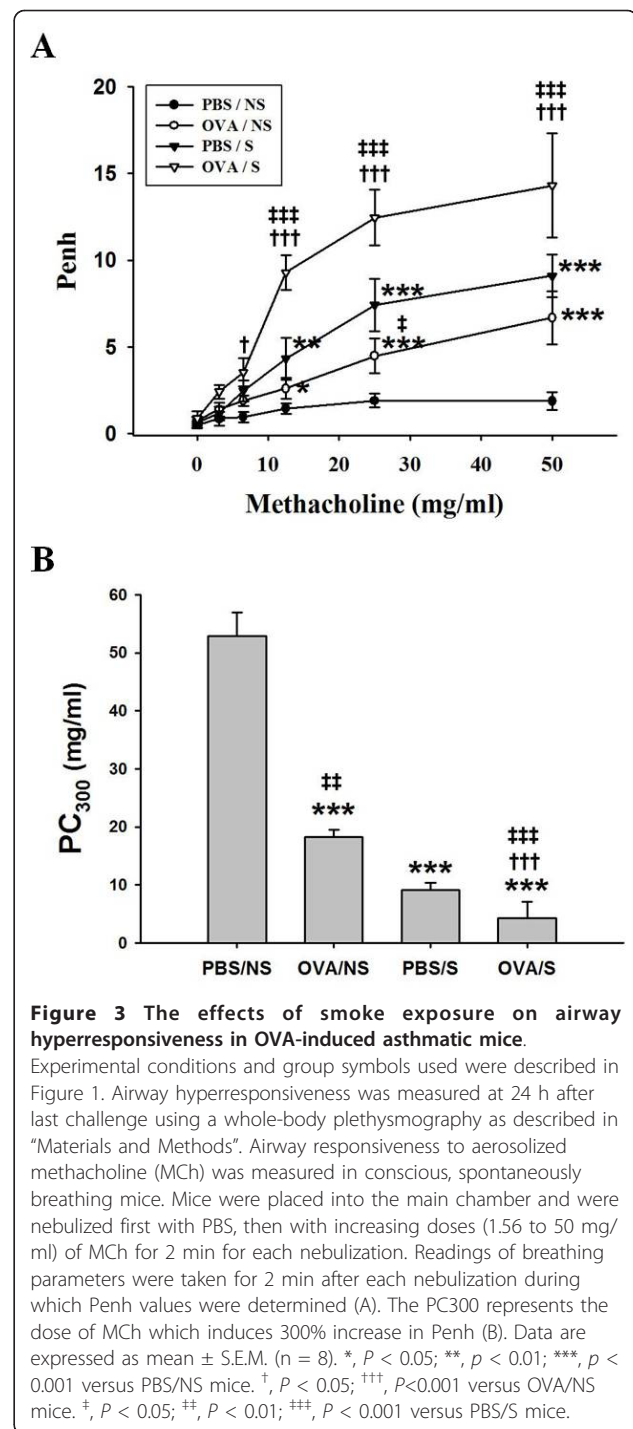 A
20
15
10
5
0
Penh
PBS / NS
OVA / NS
PBS / S
OVA / S
†
‡‡‡
†††
‡‡‡
†††
‡‡‡
†††
**
*
***
‡
***
***
***
0 10 20 30 40 50
Methacholine (mg/ml)
B
60
50
40
30
20
10
0
PC300 (mg/ml)
‡‡
***
***
‡‡‡
†††
***
PBS/NS OVA/NS PBS/S OVA/S
Figure 3 The effects of smoke exposure on airway
hyperresponsiveness in OVA-induced asthmatic mice.
Experimental conditions and group symbols used were described in
Figure 1. Airway hyperresponsiveness was measured at 24 h after
last challenge using a whole-body plethysmography as described in
“Materials and Methods”. Airway responsiveness to aerosolized
methacholine (MCh) was measured in conscious, spontaneously
breathing mice. Mice were placed into the main chamber and were
nebulized first with PBS, then with increasing doses (1.56 to 50 mg/
ml) of MCh for 2 min for each nebulization. Readings of breathing
parameters were taken for 2 min after each nebulization during
which Penh values were determined (A). The PC300 represents the
dose of MCh which induces 300% increase in Penh (B). Data are
expressed as mean ± S.E.M. (n = 8). *, P < 0.05; **, p < 0.01; ***, p <
0.001 versus PBS/NS mice. †, P < 0.05; †††, P<0.001 versus OVA/NS
mice. ‡, P < 0.05; ‡‡, P < 0.01; ‡‡‡, P < 0.001 versus PBS/S mice.